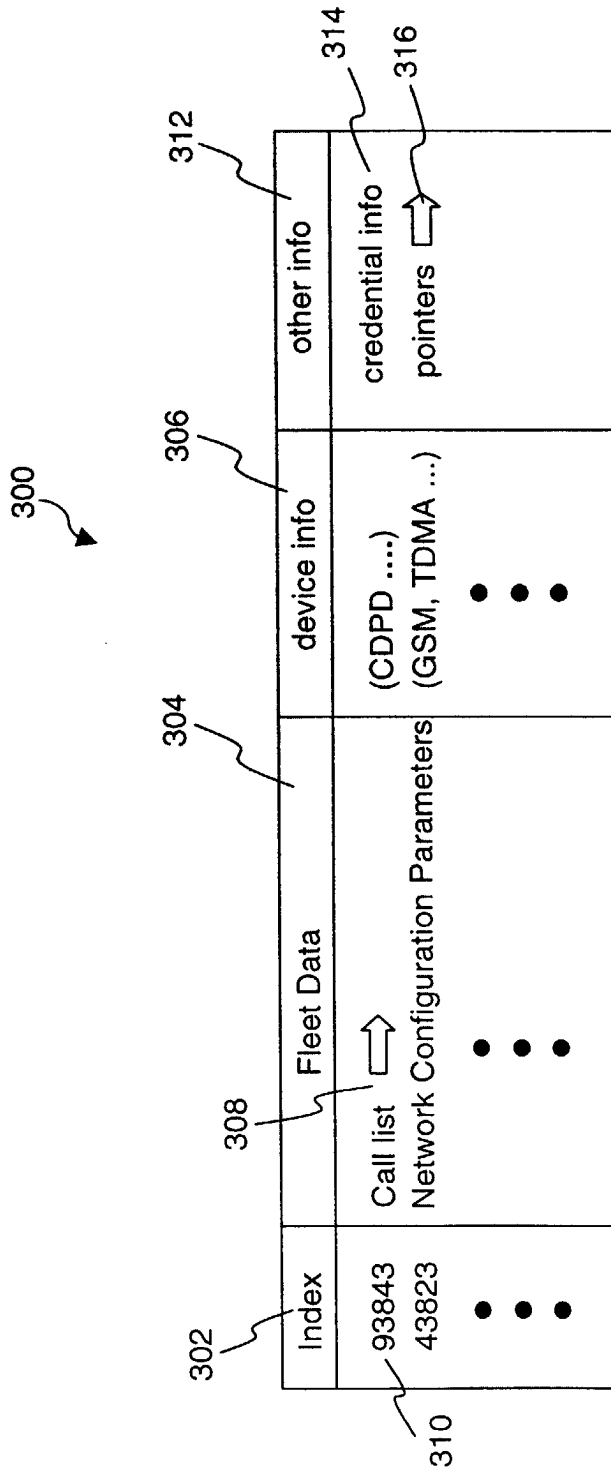 300
302
304
306
312
Index
Fleet Data
device info
other info
308
93843
Call list
(CDPD ....)
credential info
314
43823
Network Configuration Parameters
(GSM, TDMA ...)
pointers
316
310